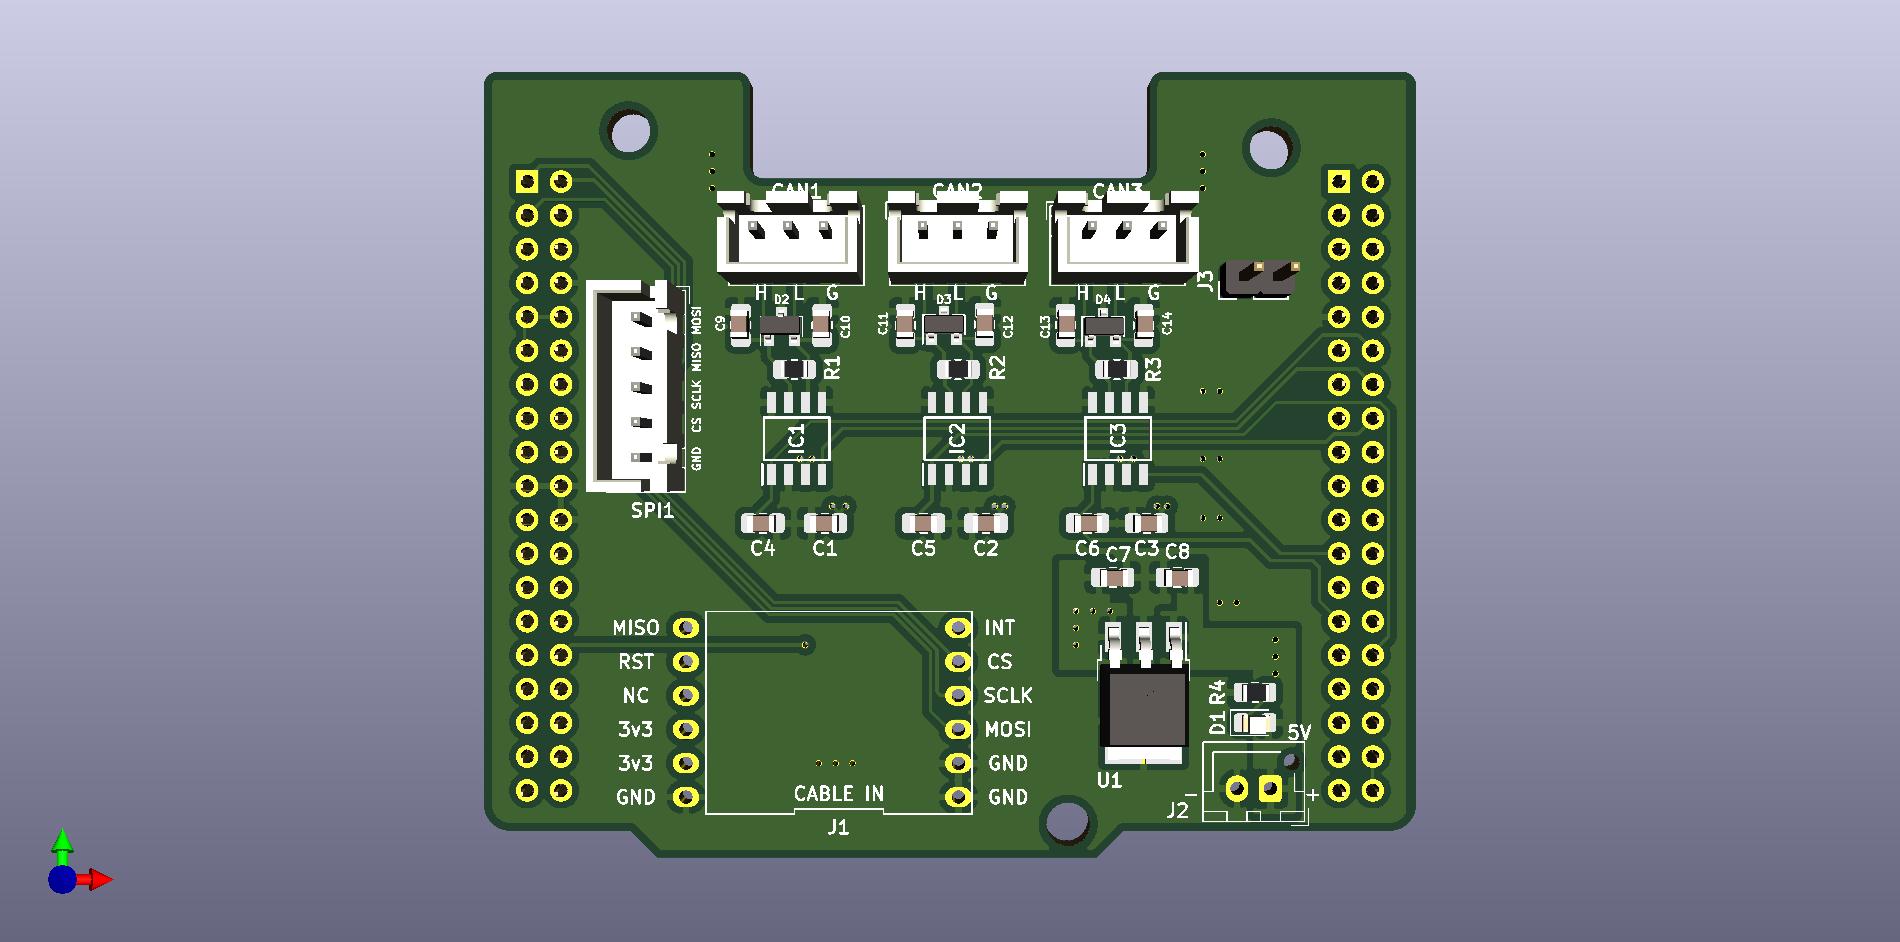 CAN1 CAN2 CAN3
J3
H L G H L G H L G
D2 D3 D4
C9 C10 C11 C12 C13 C14
MOSI
MISO
SCLK
CS
GND
R1 R2 R3
IC1 IC2 IC3
SPI1
C4 C1 C5 C2 C6 C3
C7 C8
MISO INT
RST CS
NC SCLK
3v3 MOSI
3v3 GND
GND GND
CABLE IN
J1
R4
D1
5V
U1
- +
J2